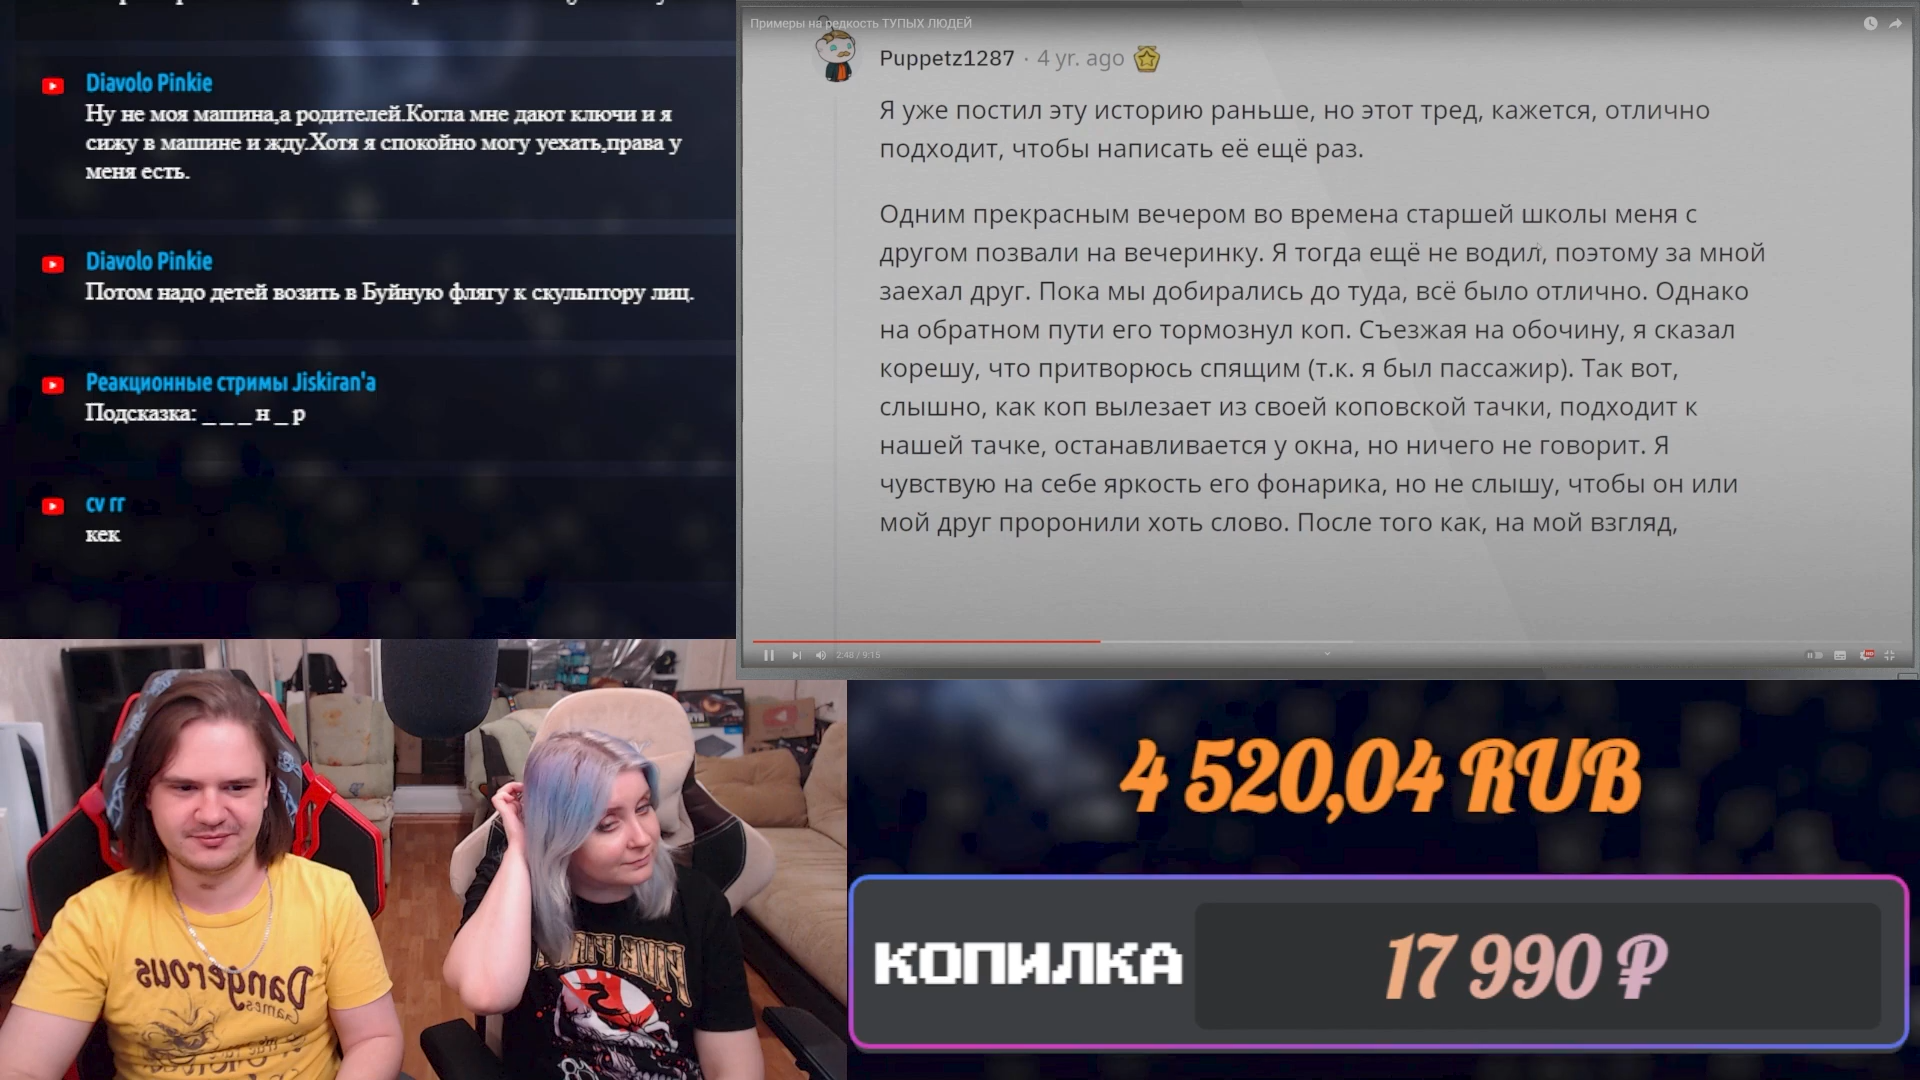 Diavolo Pinkie
Ну не моя машина,а родителей.Когла мне дают ключи и я
сижу в машине и жду.Хотя я спокойно могу уехать,права у
меня есть.
Diavolo Pinkie
Потом надо детей возить в Буйную флягу к скульптору лиц.
Реакционные стримы Jiskiran'a
Подсказка: _ _ _ н _ р
cv rr
кек
Примеры на редкость ТУПЫХ ЛЮДЕЙ
Puppetz1287 · 4 yr. ago
Я уже постил эту историю раньше, но этот тред, кажется, отлично
подходит, чтобы написать её ещё раз.
Одним прекрасным вечером во времена старшей школы меня с
другом позвали на вечеринку. Я тогда ещё не водил, поэтому за мной
заехал друг. Пока мы добирались до туда, всё было отлично. Однако
на обратном пути его тормознул коп. Съезжая на обочину, я сказал
корешу, что притворюсь спящим (т.к. я был пассажир). Так вот,
слышно, как коп вылезает из своей коповской тачки, подходит к
нашей тачке, останавливается у окна, но ничего не говорит. Я
чувствую на себе яркость его фонарика, но не слышу, чтобы он или
мой друг проронили хоть слово. После того как, на мой взгляд,
2:48 / 9:15
Dangerous
Games
4 520,04 RUB
КОПИЛКА
17 990 ₽